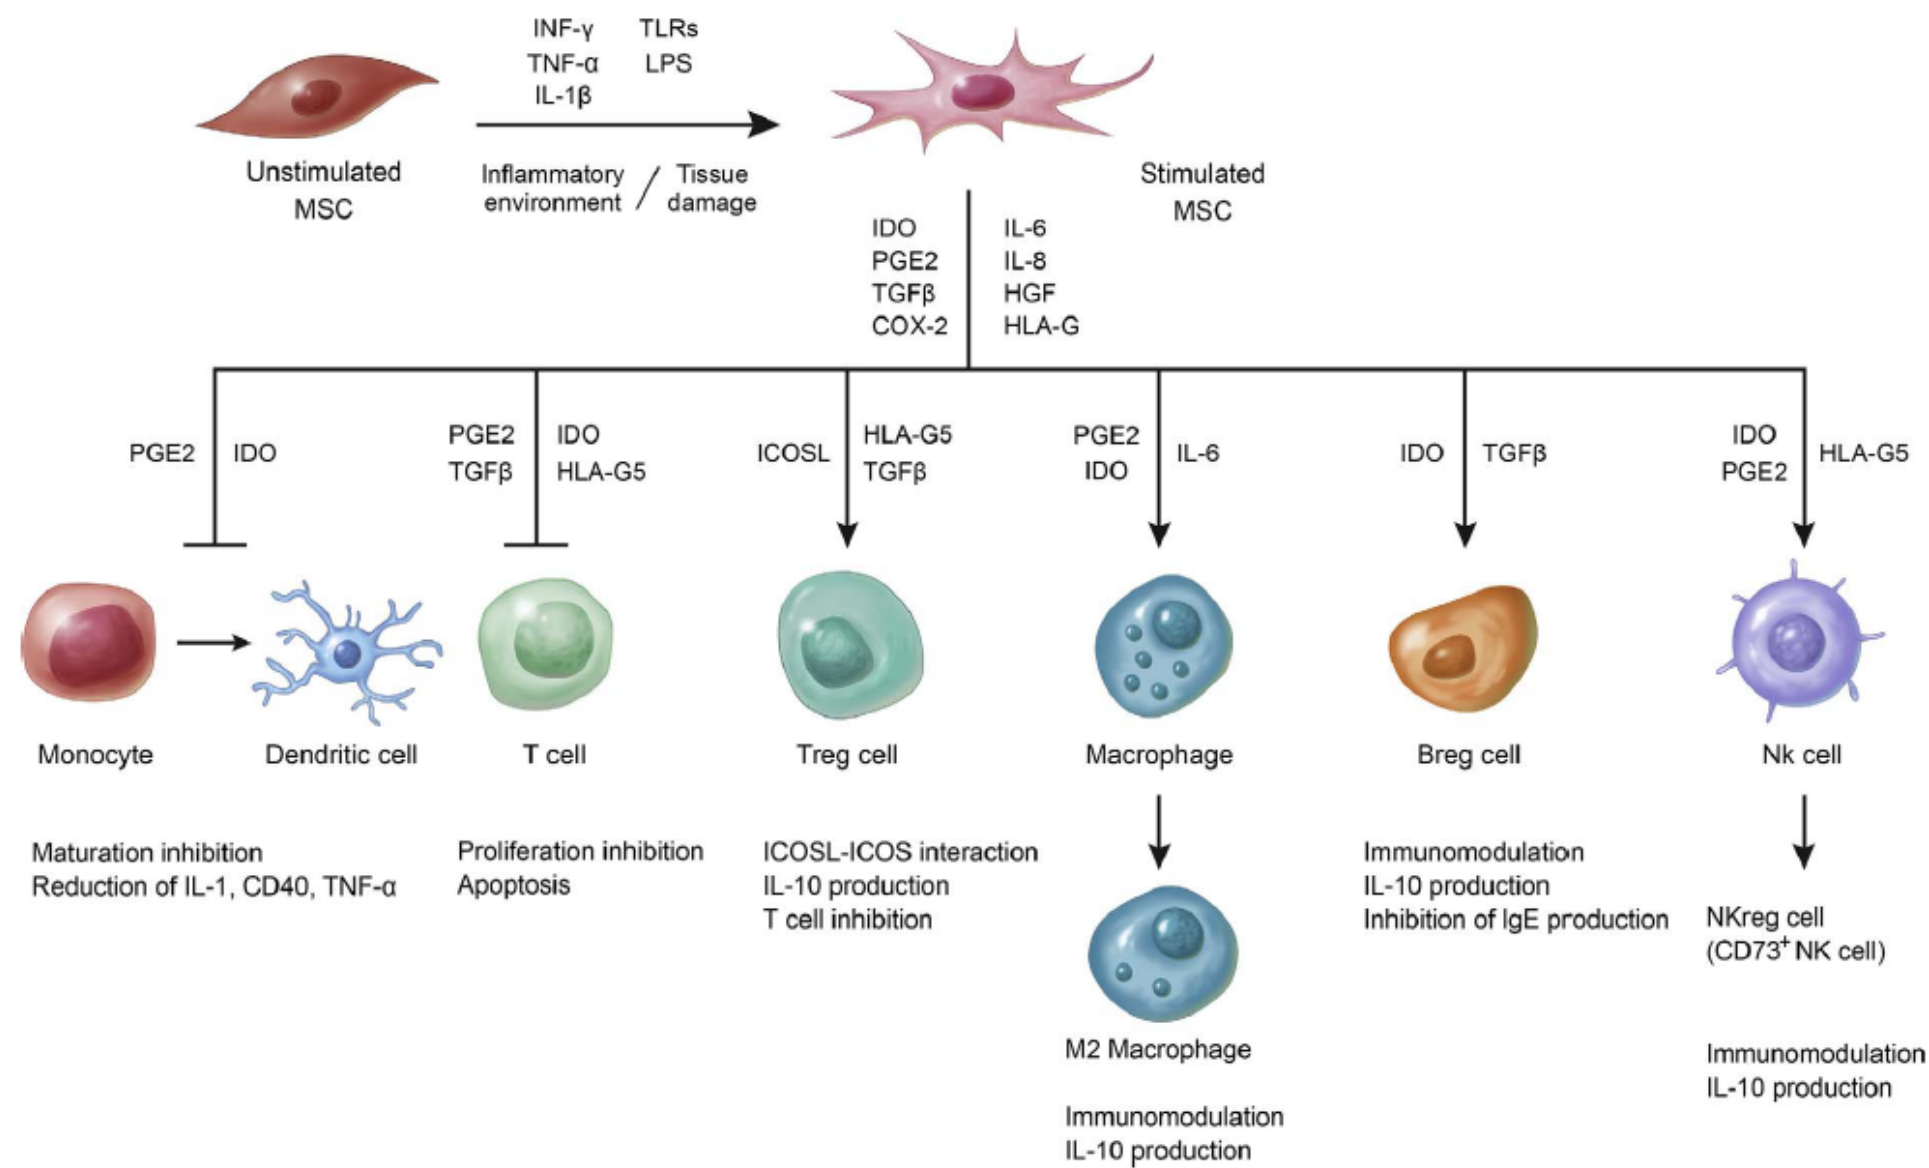 INF-γ TLRs
TNF-α LPS
IL-1β
Unstimulated
MSC
Inflammatory
environment
/
Tissue
damage
Stimulated
MSC
IDO
PGE2
TGFβ
COX-2
IL-6
IL-8
HGF
HLA-G
PGE2 IDO
PGE2 IDO
TGFβ HLA-G5
ICOSL
HLA-G5
TGFβ
PGE2
IDO
IL-6
IDO TGFβ
IDO
PGE2
HLA-G5
Monocyte
Dendritic cell
T cell
Treg cell
Macrophage
Breg cell
Nk cell
Maturation inhibition
Reduction of IL-1, CD40, TNF-α
Proliferation inhibition
Apoptosis
ICOSL-ICOS interaction
IL-10 production
T cell inhibition
M2 Macrophage
Immunomodulation
IL-10 production
Immunomodulation
IL-10 production
Inhibition of IgE production
NKreg cell
(CD73⁺ NK cell)
Immunomodulation
IL-10 production